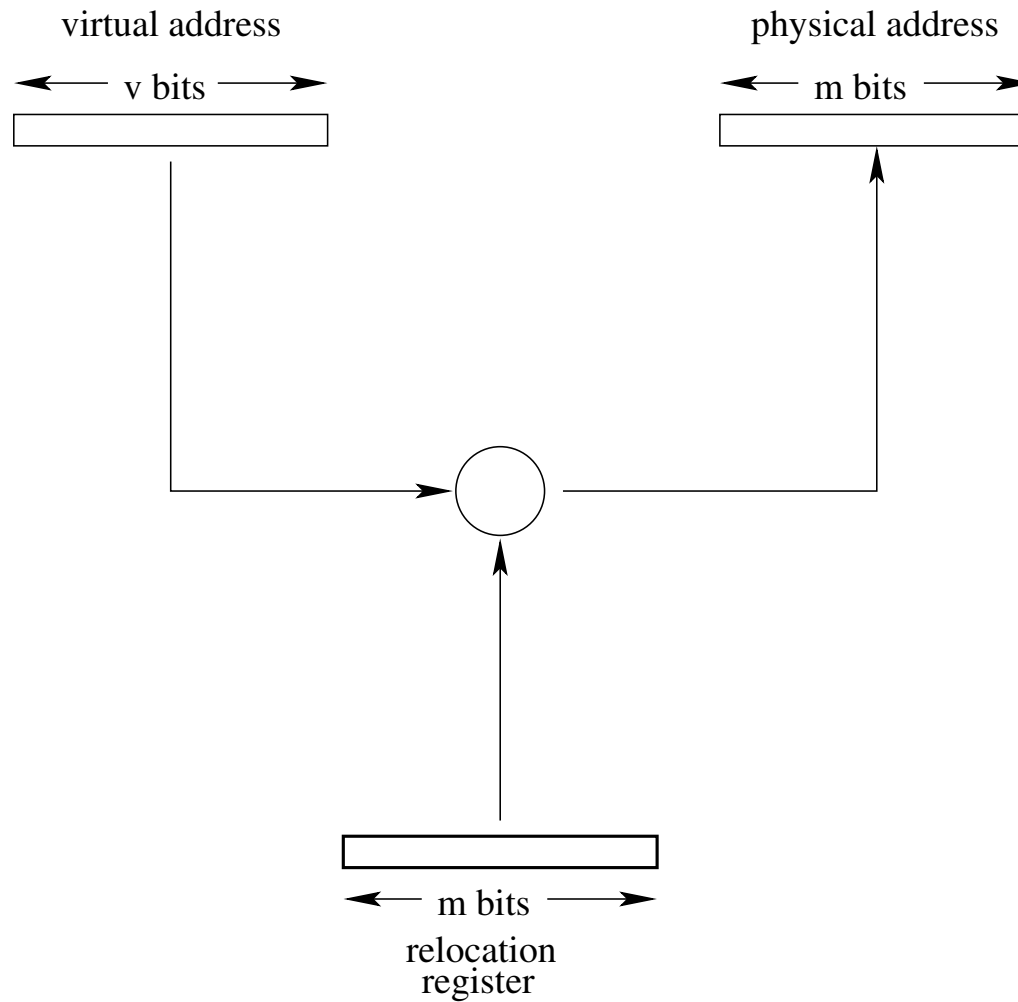 virtual address
physical address
v bits
m bits
m bits
relocation
register